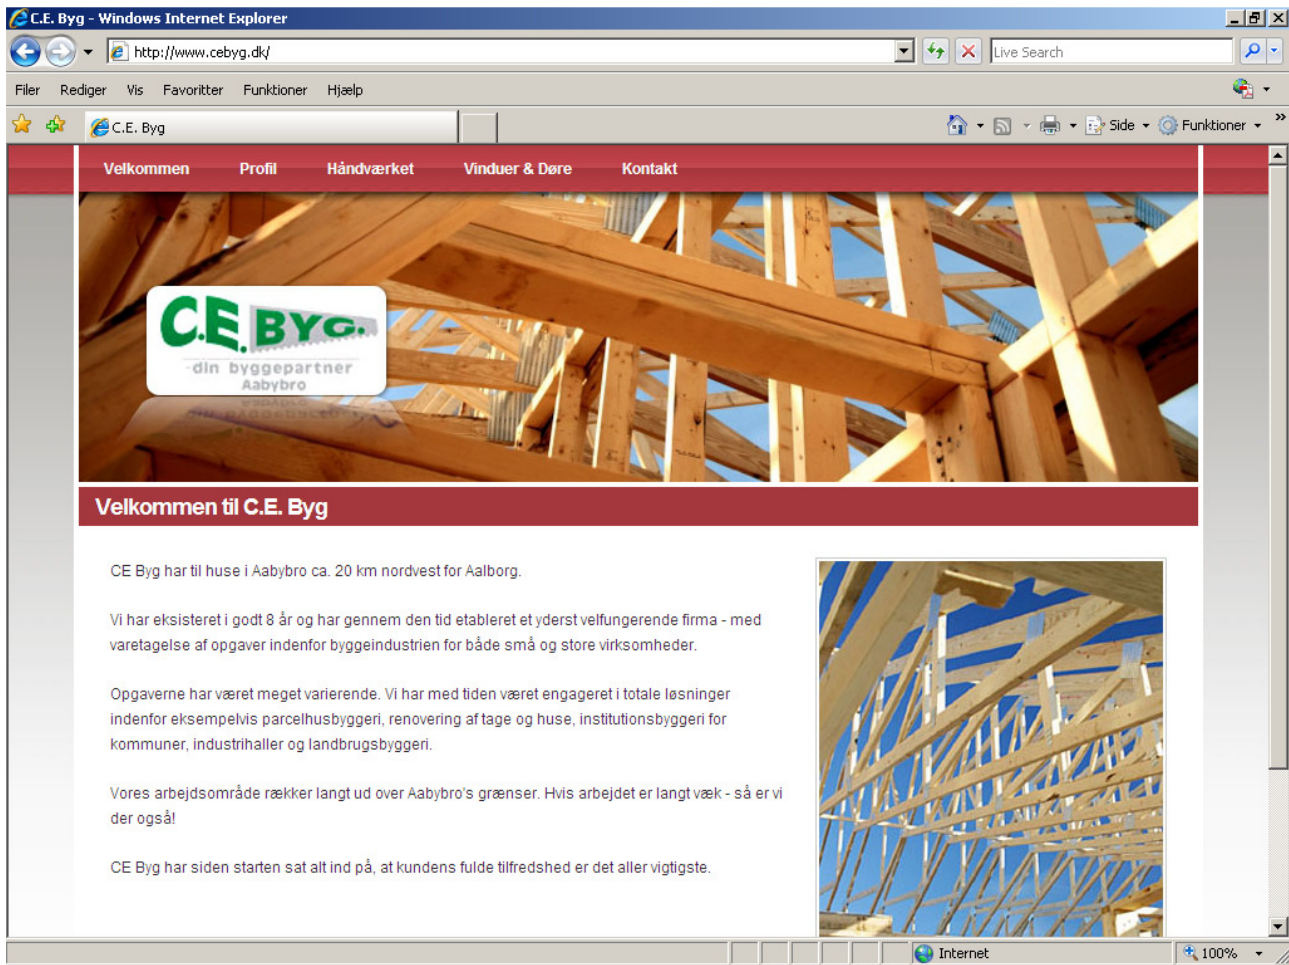 C.E. Byg - Windows Internet Explorer
http://www.cebyg.dk/
Live Search
Filer Rediger Vis Favoritter Funktioner Hjælp
C.E. Byg
Side Funktioner
Velkommen Profil Håndværket Vinduer & Døre Kontakt
C.E. BYG.
din byggepartner
Aabybro
Velkommen til C.E. Byg
CE Byg har til huse i Aabybro ca. 20 km nordvest for Aalborg.
Vi har eksisteret i godt 8 år og har gennem den tid etableret et yderst velfungerende firma - med
varetagelse af opgaver indenfor byggeindustrien for både små og store virksomheder.
Opgaverne har været meget varierende. Vi har med tiden været engageret i totale løsninger
indenfor eksempelvis parcelhusbyggeri, renovering af tage og huse, institutionsbyggeri for
kommuner, industrihaller og landbrugsbyggeri.
Vores arbejdsområde rækker langt ud over Aabybro's grænser. Hvis arbejdet er langt væk - så er vi
der også!
CE Byg har siden starten sat alt ind på, at kundens fulde tilfredshed er det aller vigtigste.
Internet
100%